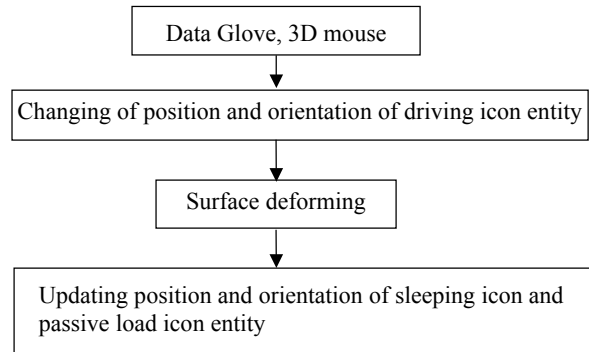 Data Glove, 3D mouse
Changing of position and orientation of driving icon entity
Surface deforming
Updating position and orientation of sleeping icon and
passive load icon entity